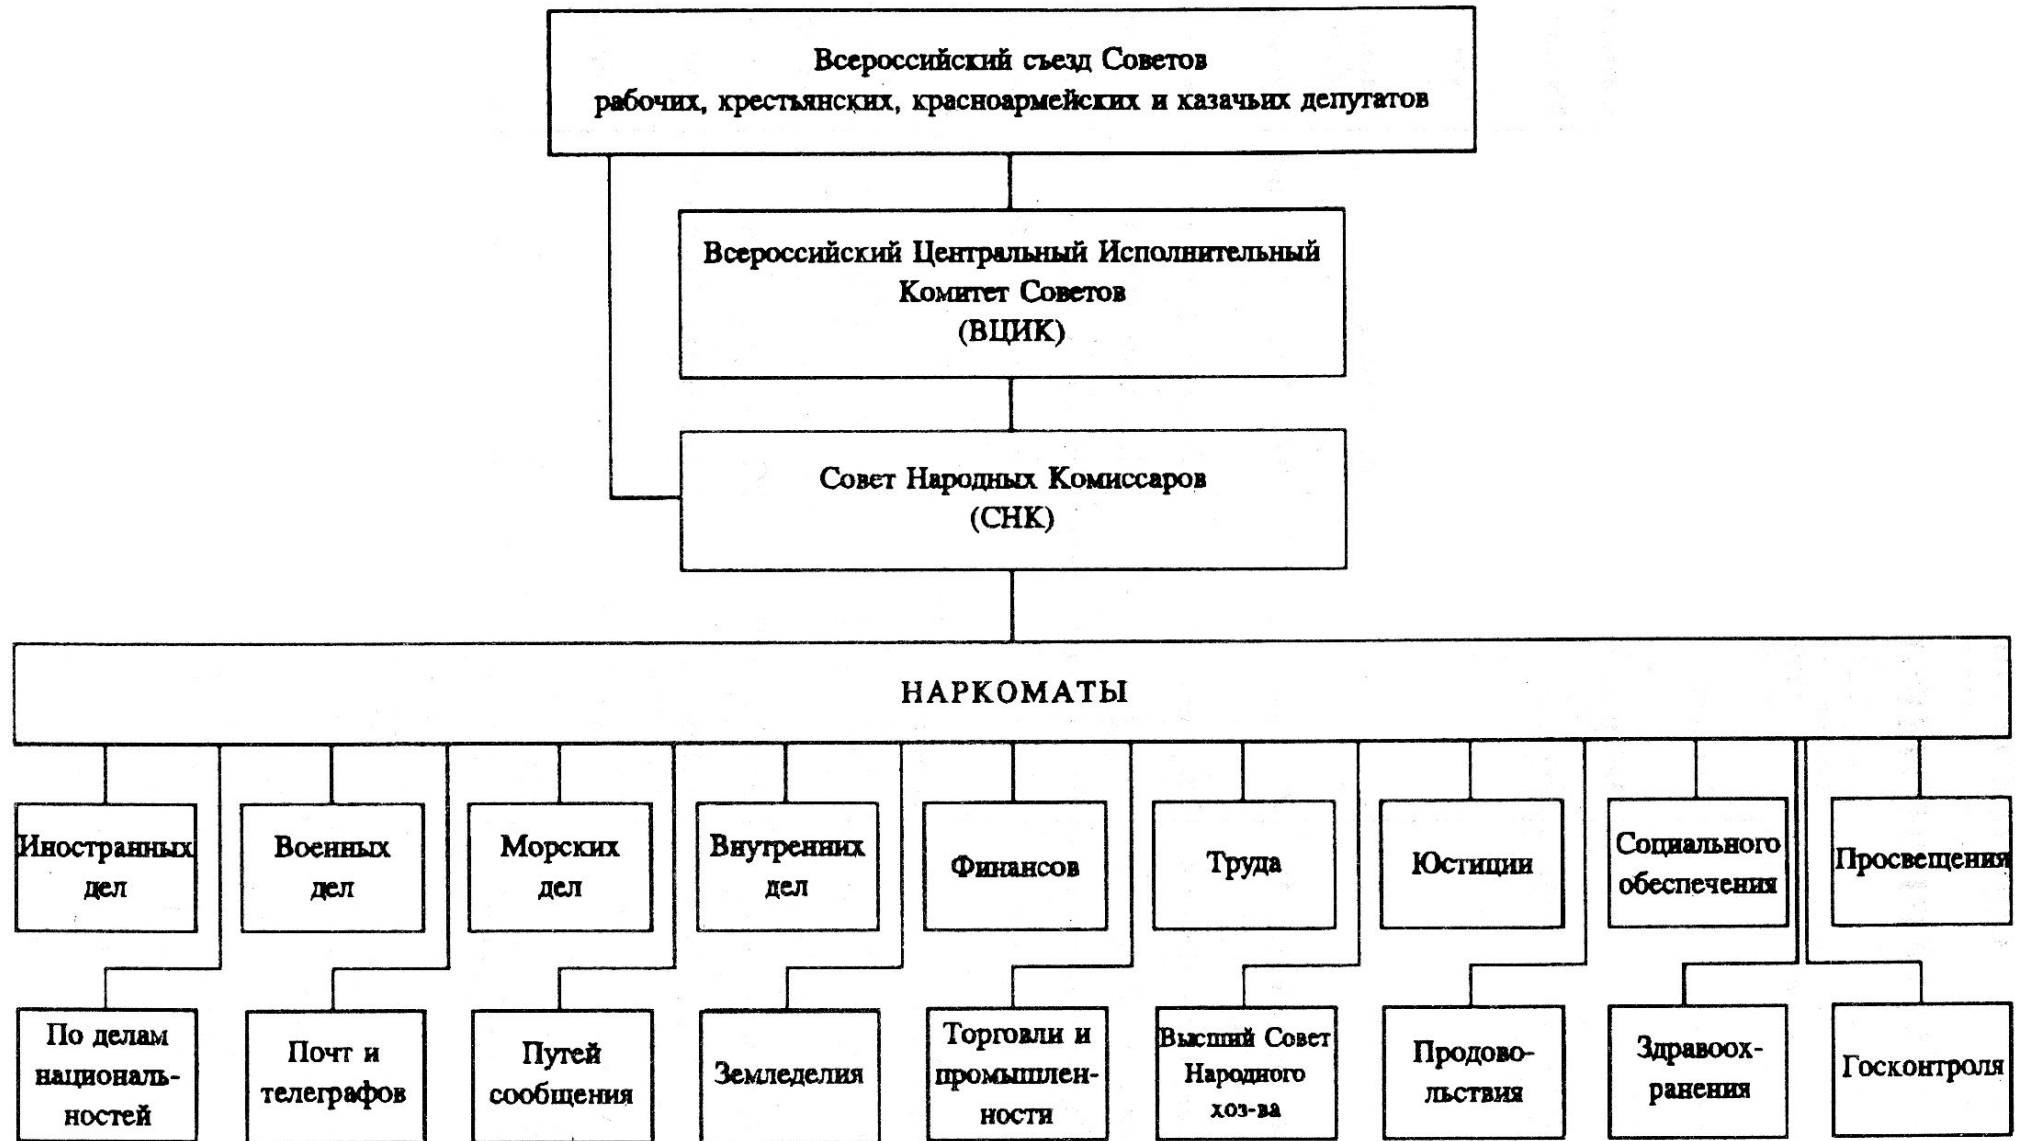 Всероссийский съезд Советов
рабочих, крестьянских, красноармейских и казачьих депутатов
Всероссийский Центральный Исполнительный
Комитет Советов
(ВЦИК)
Совет Народных Комиссаров
(СНК)
НАРКОМАТЫ
Иностранных
дел
Военных
дел
Морских
дел
Внутренних
дел
Финансов
Труда
Юстиции
Социального
обеспечения
Просвещения
По делам
националь-
ностей
Почт и
телеграфов
Путей
сообщения
Земледелия
Торговли и
промышлен-
ности
Высший Совет
Народного
хоз-ва
Продово-
льствия
Здравоох-
ранения
Госконтроля